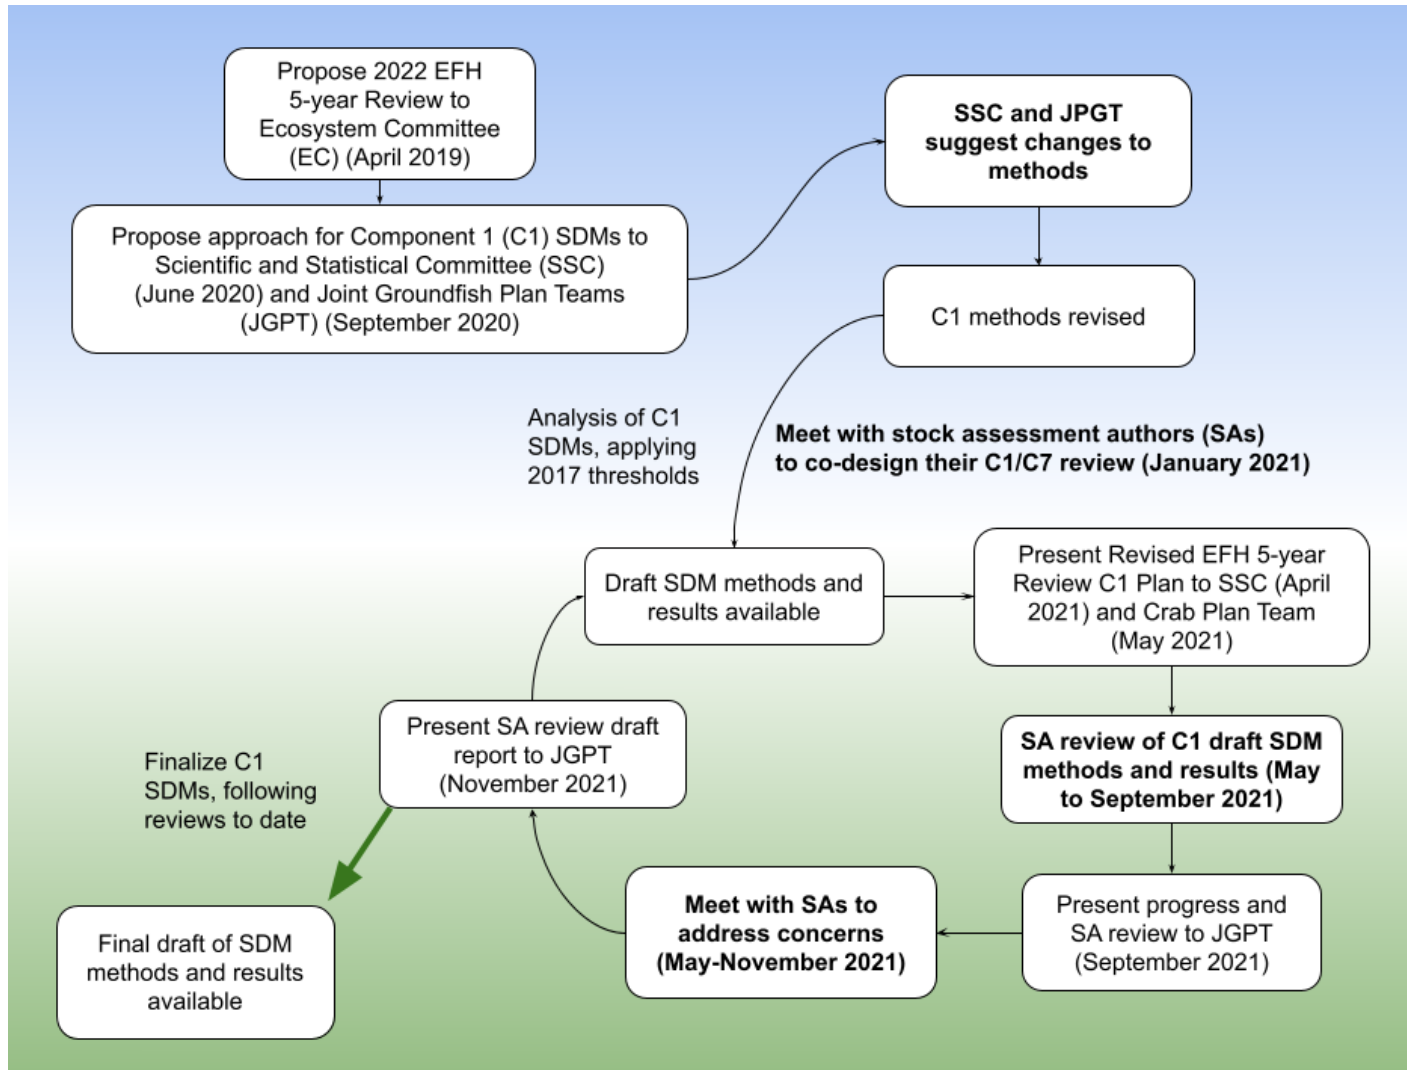 Propose 2022 EFH
5-year Review to
Ecosystem Committee
(EC) (April 2019)
Propose approach for Component 1 (C1) SDMs to
Scientific and Statistical Committee (SSC)
(June 2020) and Joint Groundfish Plan Teams
(JGPT) (September 2020)
SSC and JPGT
suggest changes to
methods
C1 methods revised
Analysis of C1
SDMs, applying
2017 thresholds
Meet with stock assessment authors (SAs)
to co-design their C1/C7 review (January 2021)
Draft SDM methods and
results available
Present Revised EFH 5-year
Review C1 Plan to SSC (April
2021) and Crab Plan Team
(May 2021)
SA review of C1 draft SDM
methods and results (May
to September 2021)
Present progress and
SA review to JGPT
(September 2021)
Meet with SAs to
address concerns
(May-November 2021)
Present SA review draft
report to JGPT
(November 2021)
Finalize C1
SDMs, following
reviews to date
Final draft of SDM
methods and results
available